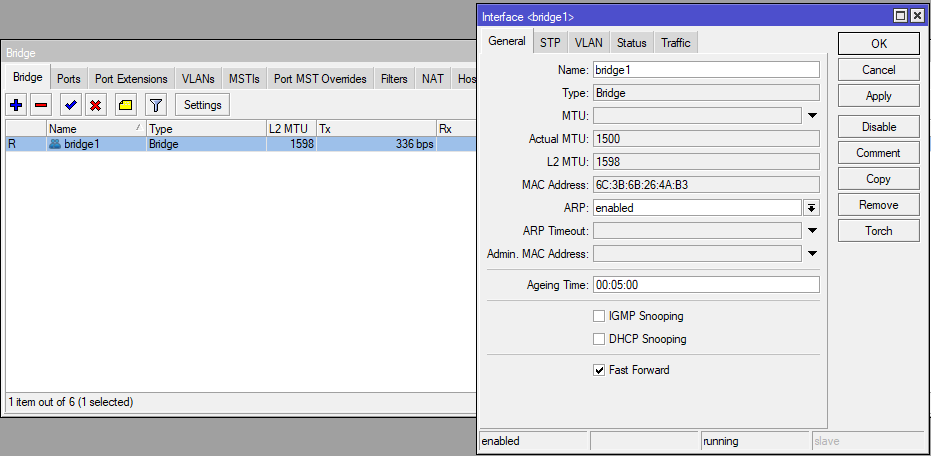 Bridge
Bridge Ports Port Extensions VLANs MSTIs Port MST Overrides Filters NAT
Settings
Name / Type L2 MTU Tx Rx
R bridge1 Bridge 1598 336 bps
1 item out of 6 (1 selected)
Interface <bridge1>
General STP VLAN Status Traffic
Name: bridge1
Type: Bridge
MTU:
Actual MTU: 1500
L2 MTU: 1598
MAC Address: 6C:3B:6B:26:4A:B3
ARP: enabled
ARP Timeout:
Admin. MAC Address:
Ageing Time: 00:05:00
IGMP Snooping
DHCP Snooping
Fast Forward
OK
Cancel
Apply
Disable
Comment
Copy
Remove
Torch
enabled running slave